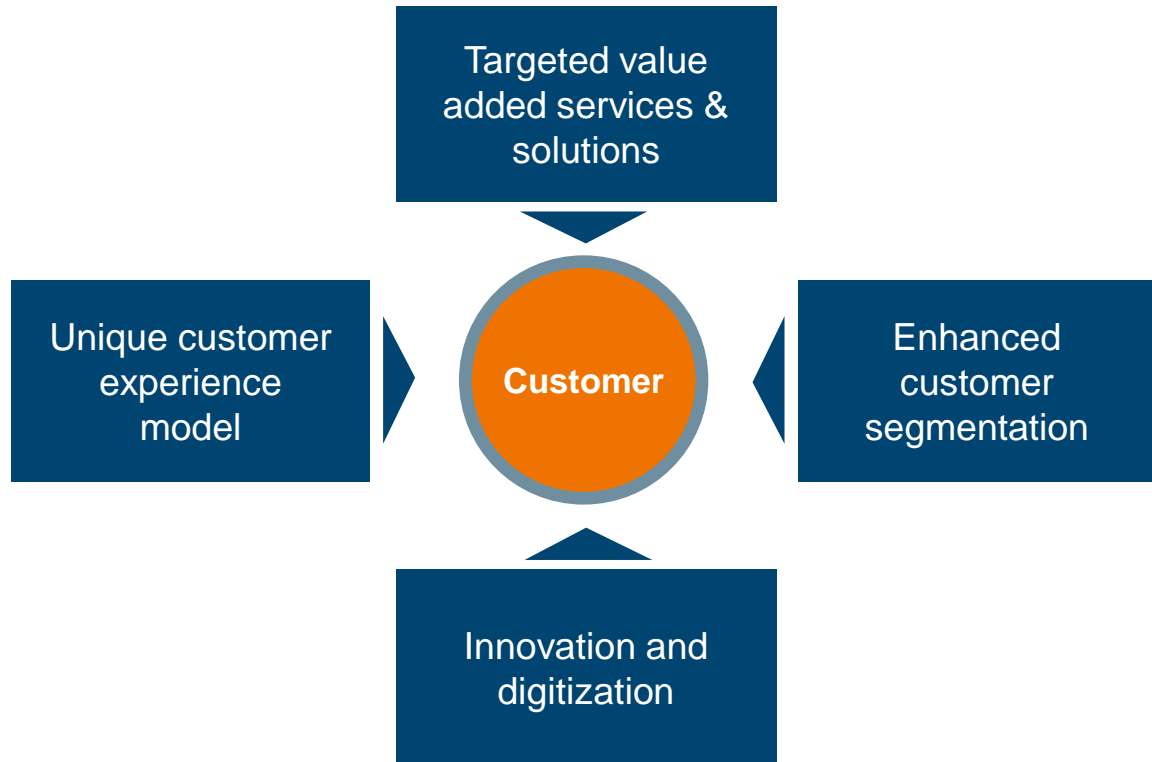 Targeted value
added services &
solutions
Unique customer
experience
model
Customer
Enhanced
customer
segmentation
Innovation and
digitization